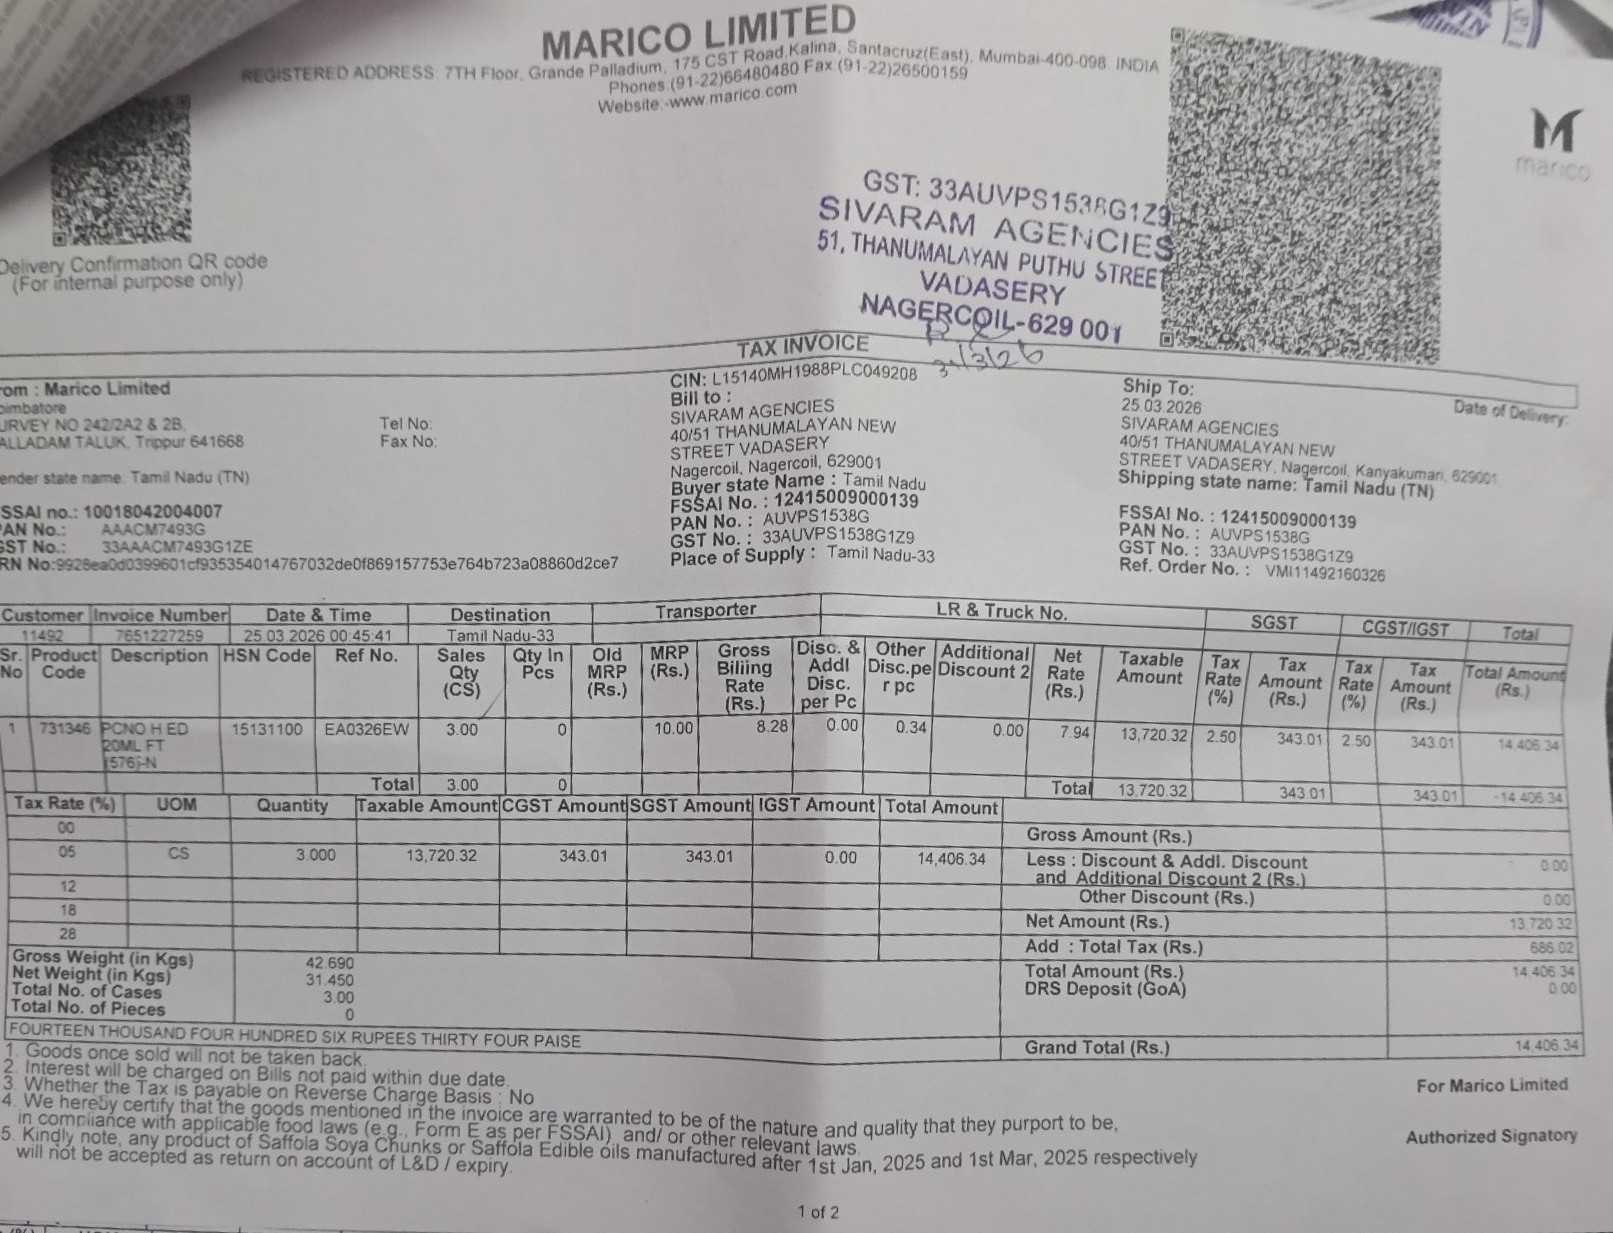 MARICO LIMITED
REGISTERED ADDRESS: 7TH Floor, Grande Palladium, 175 CST Road,Kalina, Santacruz(East), Mumbai-400-098. INDIA
Phones:(91-22)66480480 Fax:(91-22)26500159
Website:-www.marico.com
marico
Delivery Confirmation QR code
(For internal purpose only)
GST: 33AUVPS1538G1Z9
SIVARAM AGENCIES
51, THANUMALAYAN PUTHU STREET
VADASERY
NAGERCOIL-629 001
TAX INVOICE
31/3/26
om : Marico Limited
oimbatore
URVEY NO 242/2A2 & 2B,
ALLADAM TALUK, Trippur 641668
ender state name: Tamil Nadu (TN)
SSAI no.: 10018042004007
PAN No.: AAACM7493G
GST No.: 33AAACM7493G1ZE
RN No:9928ea0d0399601cf935354014767032de0f869157753e764b723a08860d2ce7
Tel No:
Fax No:
CIN: L15140MH1988PLC049208
Bill to :
SIVARAM AGENCIES
40/51 THANUMALAYAN NEW
STREET VADASERY
Nagercoil, Nagercoil, 629001
Buyer state Name : Tamil Nadu
FSSAI No. : 12415009000139
PAN No. : AUVPS1538G
GST No. : 33AUVPS1538G1Z9
Place of Supply : Tamil Nadu-33
Ship To:
25.03.2026
Date of Delivery:
SIVARAM AGENCIES
40/51 THANUMALAYAN NEW
STREET VADASERY, Nagercoil, Kanyakumari, 629001
Shipping state name: Tamil Nadu (TN)
FSSAI No. : 12415009000139
PAN No. : AUVPS1538G
GST No. : 33AUVPS1538G1Z9
Ref. Order No. : VMI11492160326
Customer Invoice Number Date & Time Destination Transporter LR & Truck No. SGST CGST/IGST Total
11492 7651227259 25.03.2026 00:45:41 Tamil Nadu-33
Sr. No Product Code Description HSN Code Ref No. Sales Qty (CS) Qty In Pcs Old MRP (Rs.) MRP (Rs.) Gross Biliing Rate (Rs.) Disc. & Addl Disc. per Pc Other Disc.pe r pc Additional Discount 2 Net Rate (Rs.) Taxable Amount Tax Rate (%) Tax Amount (Rs.) Tax Rate (%) Tax Amount (Rs.) Total Amount (Rs.)
1 731346 PCNO H ED 20ML FT (576)-N 15131100 EA0326EW 3.00 0 10.00 8.28 0.00 0.34 0.00 7.94 13,720.32 2.50 343.01 2.50 343.01 14,406.34
Total 3.00 0 Total 13,720.32 343.01 343.01 14,406.34
Tax Rate (%) UOM Quantity Taxable Amount CGST Amount SGST Amount IGST Amount Total Amount
00
05 CS 3.000 13,720.32 343.01 343.01 0.00 14,406.34
12
18
28
Gross Amount (Rs.)
Less : Discount & Addl. Discount
and Additional Discount 2 (Rs.) 0.00
Other Discount (Rs.) 0.00
Net Amount (Rs.) 13,720.32
Add : Total Tax (Rs.) 686.02
Total Amount (Rs.) 14,406.34
DRS Deposit (GoA) 0.00
Gross Weight (in Kgs) 42.690
Net Weight (in Kgs) 31.450
Total No. of Cases 3.00
Total No. of Pieces 0
FOURTEEN THOUSAND FOUR HUNDRED SIX RUPEES THIRTY FOUR PAISE
Grand Total (Rs.) 14,406.34
1. Goods once sold will not be taken back.
2. Interest will be charged on Bills not paid within due date.
3. Whether the Tax is payable on Reverse Charge Basis : No
4. We hereby certify that the goods mentioned in the invoice are warranted to be of the nature and quality that they purport to be,
in compliance with applicable food laws (e.g., Form E as per FSSAI) and/ or other relevant laws.
5. Kindly note, any product of Saffola Soya Chunks or Saffola Edible oils manufactured after 1st Jan, 2025 and 1st Mar, 2025 respectively
will not be accepted as return on account of L&D / expiry.
For Marico Limited
Authorized Signatory
1 of 2